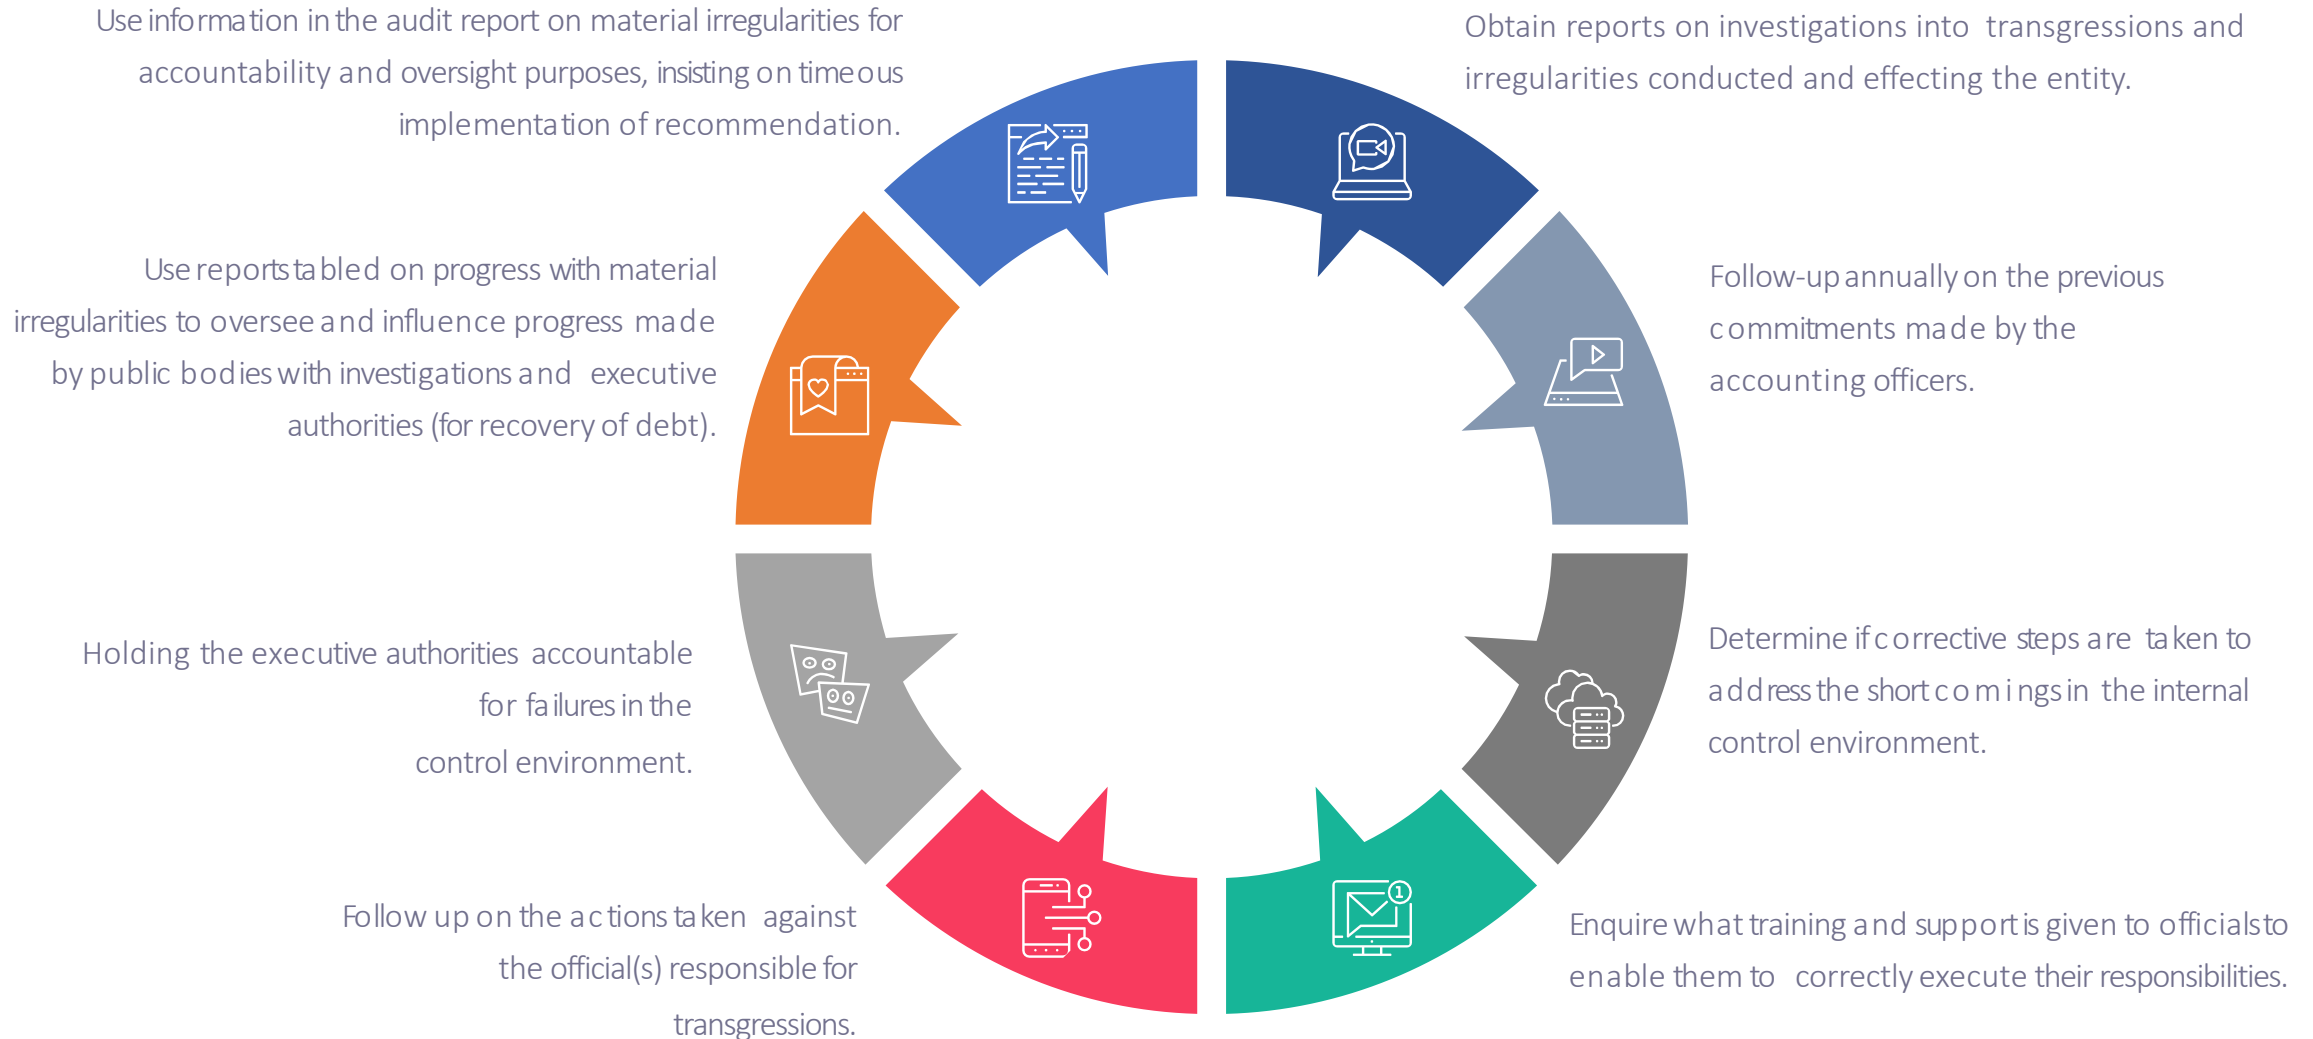 Use information in the audit report on material irregularities for
accountability and oversight purposes, insisting on timeous
implementation of recommendation.
Obtain reports on investigations into transgressions and
irregularities conducted and effecting the entity.
Use reports tabled on progress with material
irregularities to oversee and influence progress made
by public bodies with investigations and executive
authorities (for recovery of debt).
Follow-up annually on the previous
commitments made by the
accounting officers.
Holding the executive authorities accountable
for failures in the
control environment.
Determine if corrective steps are taken to
address the shortcomings in the internal
control environment.
Follow up on the actions taken against
the official(s) responsible for
transgressions.
1
Enquire what training and support is given to officials to
enable them to correctly execute their responsibilities.